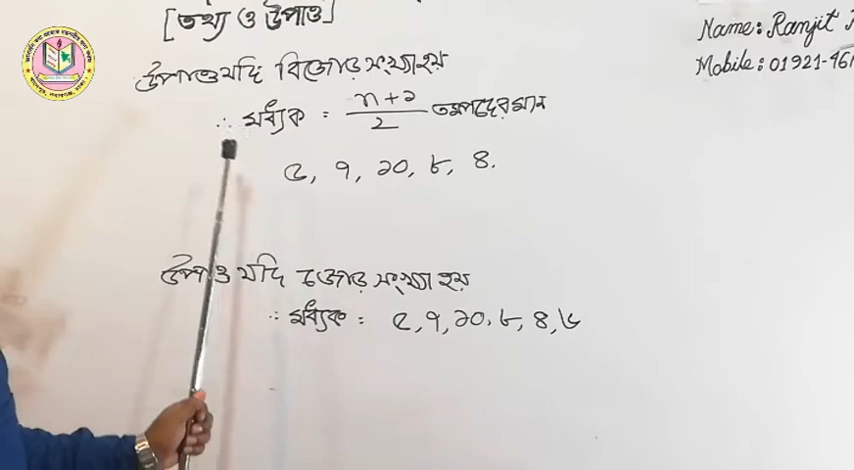 [তথ্য ও উপাত্ত]
Name: Ranjit
Mobile: 01921-461
উপাত্ত যদি বিজোড় সংখ্যা হয়
∴ মধ্যক = n+১/2 তম পদের মান
৫, ৭, ১০, ৮, ৪.
উপাত্ত যদি জোড় সংখ্যা হয়
∴ মধ্যক = ৫, ৭, ১০, ৮, ৪, ৬